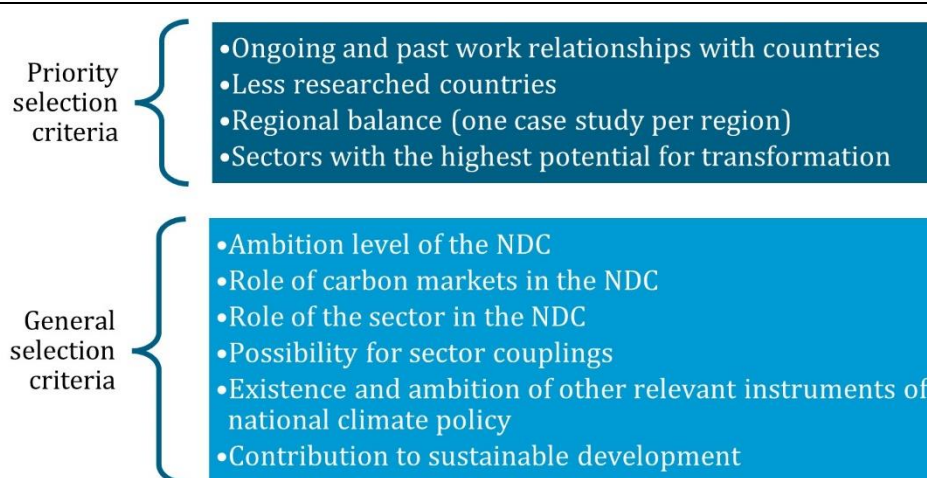 Priority
selection
criteria
•Ongoing and past work relationships with countries
•Less researched countries
•Regional balance (one case study per region)
•Sectors with the highest potential for transformation
General
selection
criteria
•Ambition level of the NDC
•Role of carbon markets in the NDC
•Role of the sector in the NDC
•Possibility for sector couplings
•Existence and ambition of other relevant instruments of
national climate policy
•Contribution to sustainable development